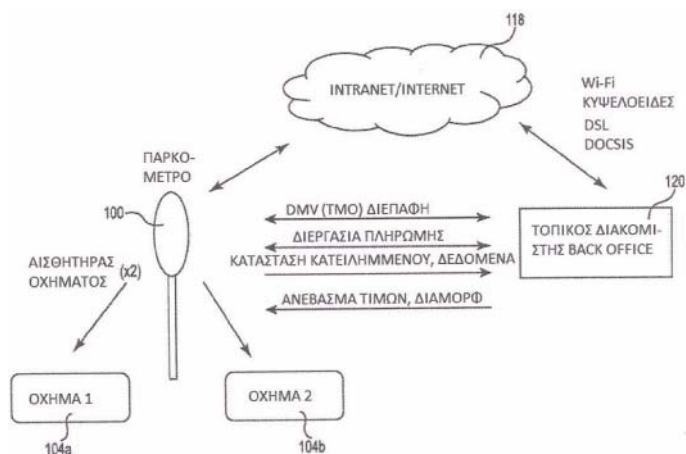 118
INTRANET/INTERNET
Wi-Fi
ΚΥΨΕΛΟΕΙΔΕΣ
DSL
DOCSIS
ΠΑΡΚΟ-
ΜΕΤΡΟ
100
120
DMV (TMO) ΔΙΕΠΑΦΗ
ΔΙΕΡΓΑΣΙΑ ΠΛΗΡΩΜΗΣ
ΚΑΤΑΣΤΑΣΗ ΚΑΤΕΙΛΗΜΜΕΝΟΥ, ΔΕΔΟΜΕΝΑ
ΑΝΕΒΑΣΜΑ ΤΙΜΩΝ, ΔΙΑΜΟΡΦ
ΤΟΠΙΚΟΣ ΔΙΑΚΟΜΙ-
ΣΤΗΣ BACK OFFICE
ΑΙΣΘΗΤΗΡΑΣ
ΟΧΗΜΑΤΟΣ (x2)
ΟΧΗΜΑ 1
ΟΧΗΜΑ 2
104a
104b